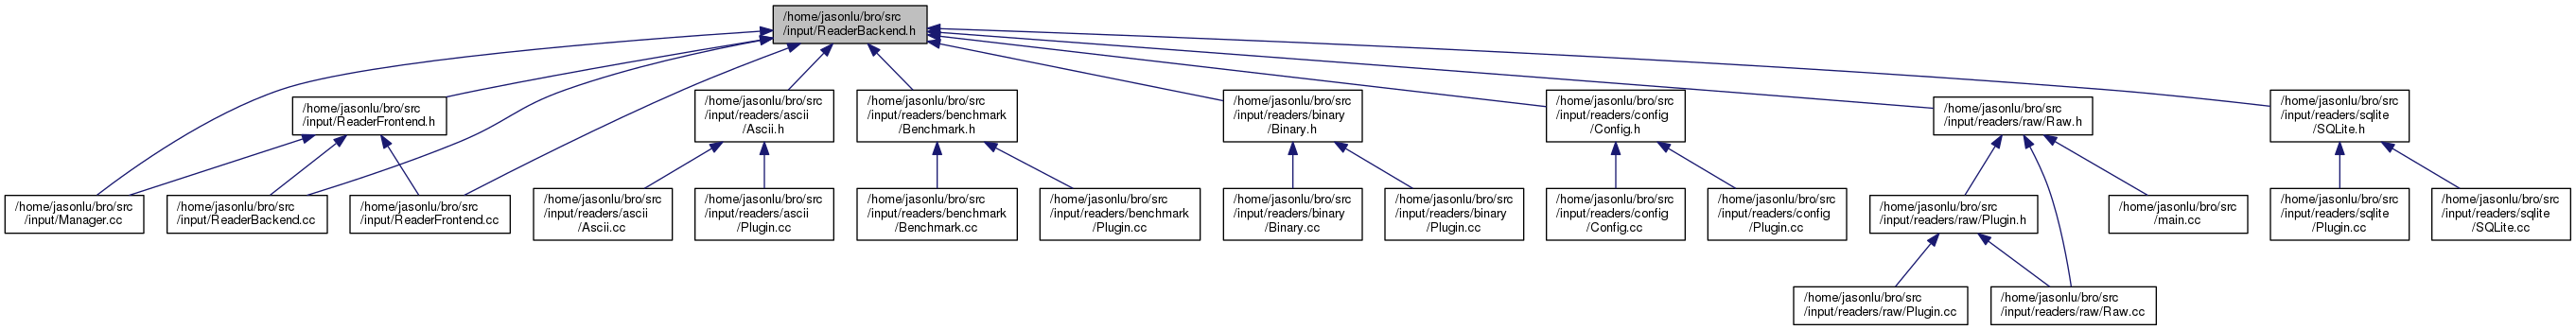 /home/jasonlu/bro/src
/input/ReaderBackend.h
/home/jasonlu/bro/src
/input/ReaderFrontend.h
/home/jasonlu/bro/src
/input/readers/ascii
/Ascii.h
/home/jasonlu/bro/src
/input/readers/benchmark
/Benchmark.h
/home/jasonlu/bro/src
/input/readers/binary
/Binary.h
/home/jasonlu/bro/src
/input/readers/config
/Config.h
/home/jasonlu/bro/src
/input/readers/raw/Raw.h
/home/jasonlu/bro/src
/input/readers/sqlite
/SQLite.h
/home/jasonlu/bro/src
/input/Manager.cc
/home/jasonlu/bro/src
/input/ReaderBackend.cc
/home/jasonlu/bro/src
/input/ReaderFrontend.cc
/home/jasonlu/bro/src
/input/readers/ascii
/Ascii.cc
/home/jasonlu/bro/src
/input/readers/ascii
/Plugin.cc
/home/jasonlu/bro/src
/input/readers/benchmark
/Benchmark.cc
/home/jasonlu/bro/src
/input/readers/benchmark
/Plugin.cc
/home/jasonlu/bro/src
/input/readers/binary
/Binary.cc
/home/jasonlu/bro/src
/input/readers/binary
/Plugin.cc
/home/jasonlu/bro/src
/input/readers/config
/Config.cc
/home/jasonlu/bro/src
/input/readers/config
/Plugin.cc
/home/jasonlu/bro/src
/input/readers/raw/Plugin.h
/home/jasonlu/bro/src
/main.cc
/home/jasonlu/bro/src
/input/readers/sqlite
/Plugin.cc
/home/jasonlu/bro/src
/input/readers/sqlite
/SQLite.cc
/home/jasonlu/bro/src
/input/readers/raw/Plugin.cc
/home/jasonlu/bro/src
/input/readers/raw/Raw.cc